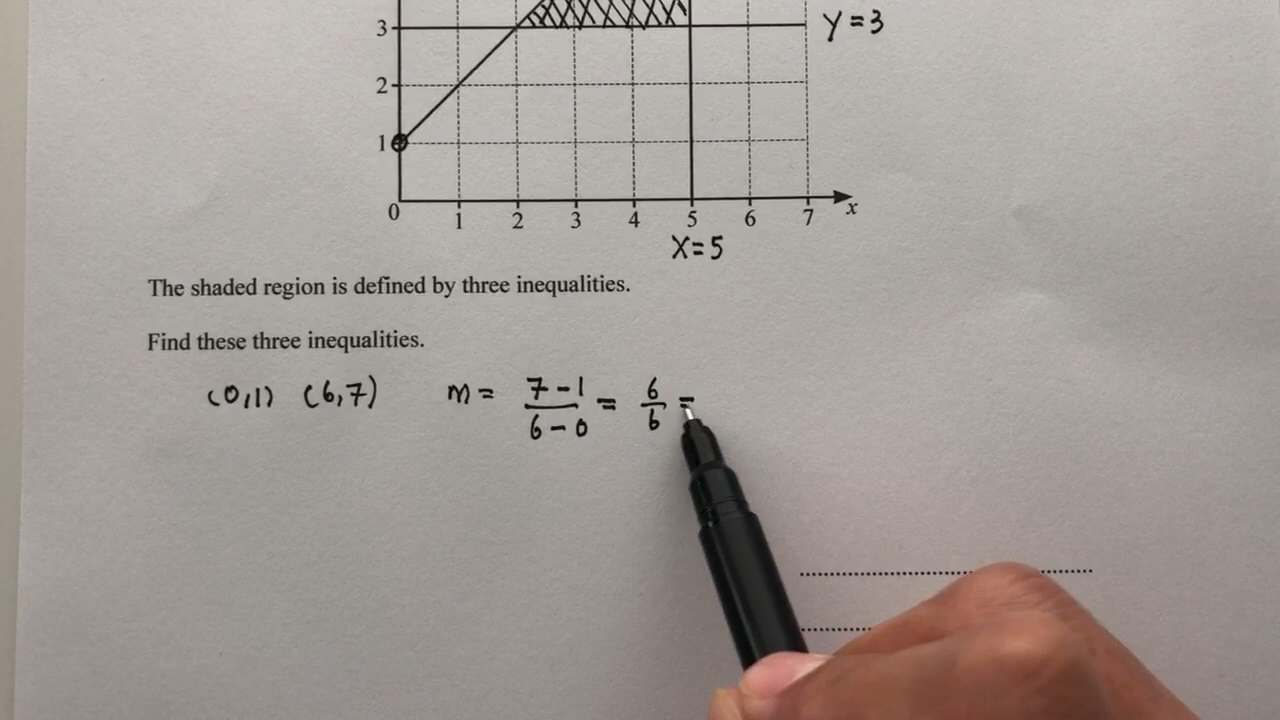 3
Y=3
2
1
0 1 2 3 4 5 6 7 x
X=5
The shaded region is defined by three inequalities.
Find these three inequalities.
(0,1) (6,7) m = 7-1 / 6-0 = 6/6 =